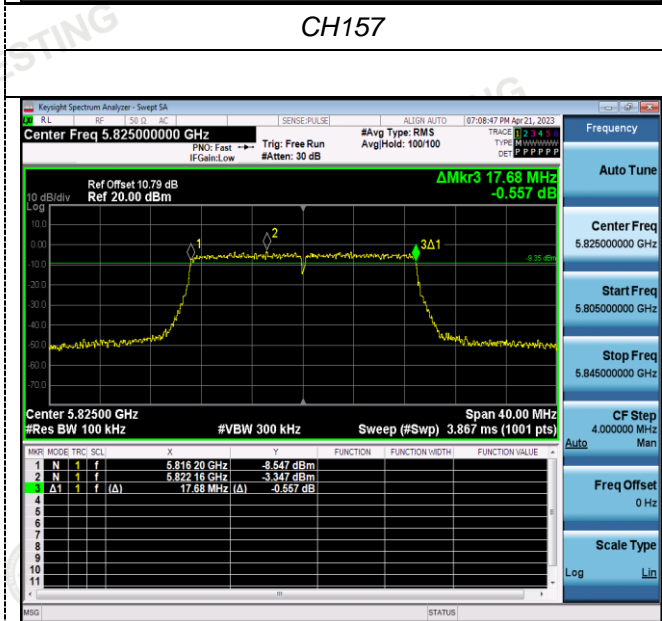 CH157
ESTING
NG
Keysight Spectrum Analyzer - Swept SA
RL RF 50 Ω AC SENSE:PULSE ALIGN AUTO 07:08:47 PM Apr 21, 2023
Center Freq 5.825000000 GHz
PNO: Fast
IFGain:Low
Trig: Free Run
#Atten: 30 dB
#Avg Type: RMS
Avg|Hold: 100/100
TRACE 1 2 3 4 5 6
TYPE M WWWWW
DET P P P P P P
Ref Offset 10.79 dB
10 dB/div Ref 20.00 dBm
Log
ΔMkr3 17.68 MHz
-0.557 dB
10.0
0.00
-10.0
-20.0
-30.0
-40.0
-50.0
-60.0
-70.0
1
2
3Δ1
-9.35 dBm
Center 5.82500 GHz Span 40.00 MHz
#Res BW 100 kHz #VBW 300 kHz Sweep (#Swp) 3.867 ms (1001 pts)
MKR MODE TRC SCL X Y FUNCTION FUNCTION WIDTH FUNCTION VALUE
1 N 1 f 5.816 20 GHz -8.547 dBm
2 N 1 f 5.822 16 GHz -3.347 dBm
3 Δ1 1 f (Δ) 17.68 MHz (Δ) -0.557 dB
4
5
6
7
8
9
10
11
MSG STATUS
Frequency
Auto Tune
Center Freq
5.825000000 GHz
Start Freq
5.805000000 GHz
Stop Freq
5.845000000 GHz
CF Step
4.000000 MHz
Auto Man
Freq Offset
0 Hz
Scale Type
Log Lin